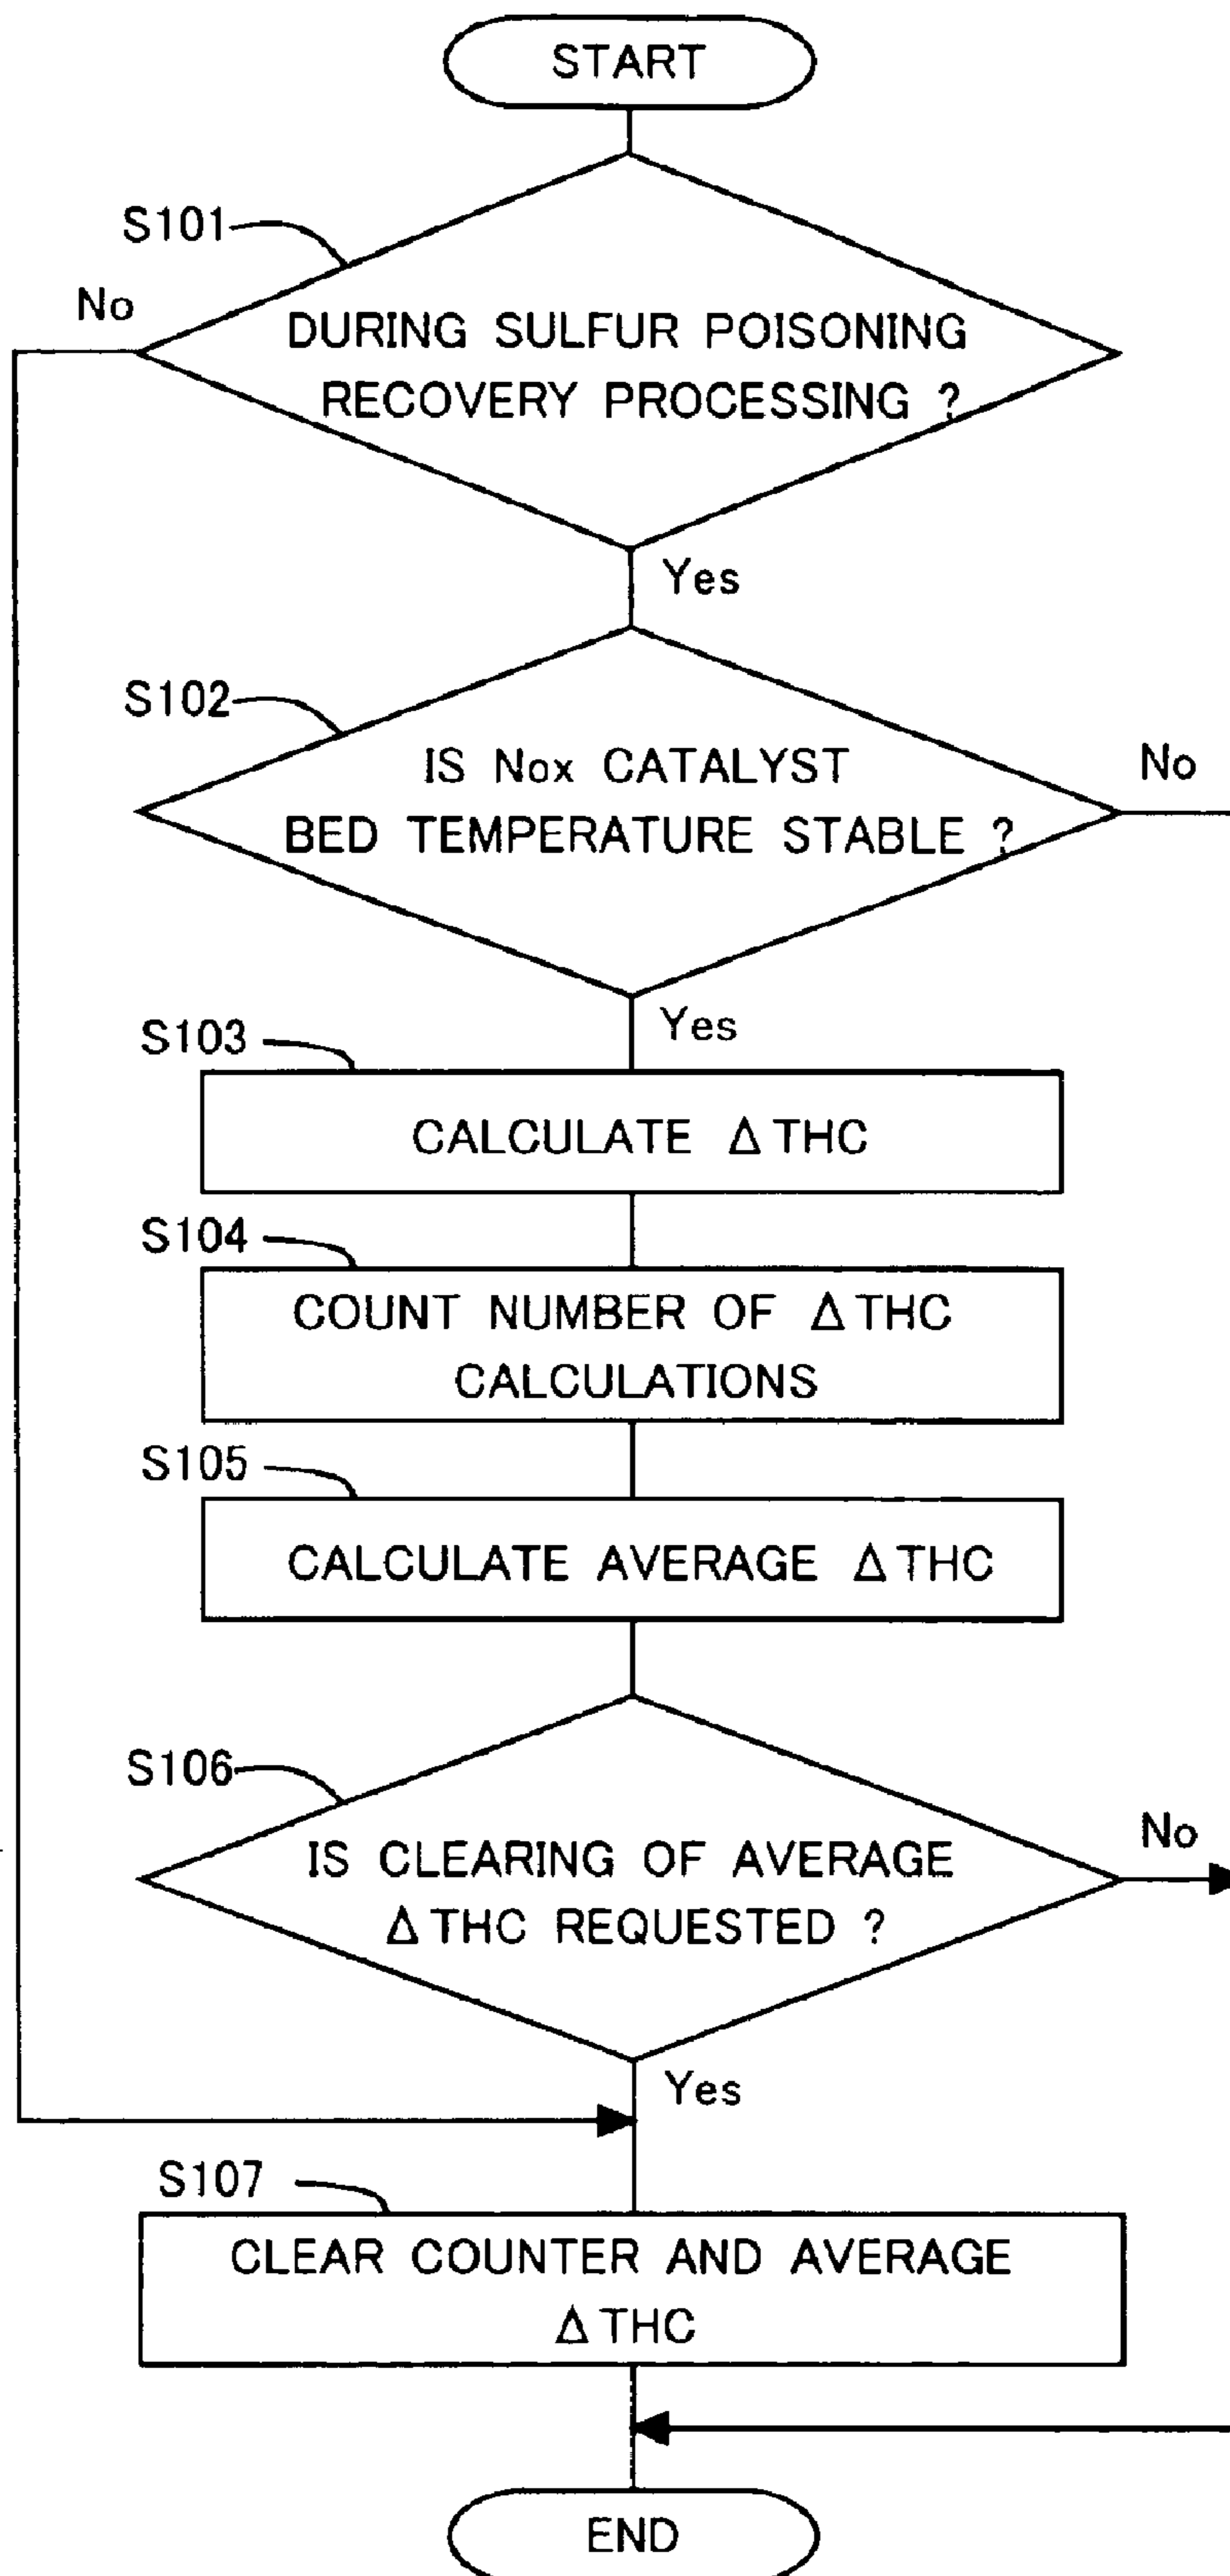 START
S101
No
DURING SULFUR POISONING
RECOVERY PROCESSING ?
Yes
S102
IS Nox CATALYST
BED TEMPERATURE STABLE ?
No
Yes
S103
CALCULATE ΔTHC
S104
COUNT NUMBER OF ΔTHC
CALCULATIONS
S105
CALCULATE AVERAGE ΔTHC
S106
IS CLEARING OF AVERAGE
ΔTHC REQUESTED ?
No
Yes
S107
CLEAR COUNTER AND AVERAGE
ΔTHC
END